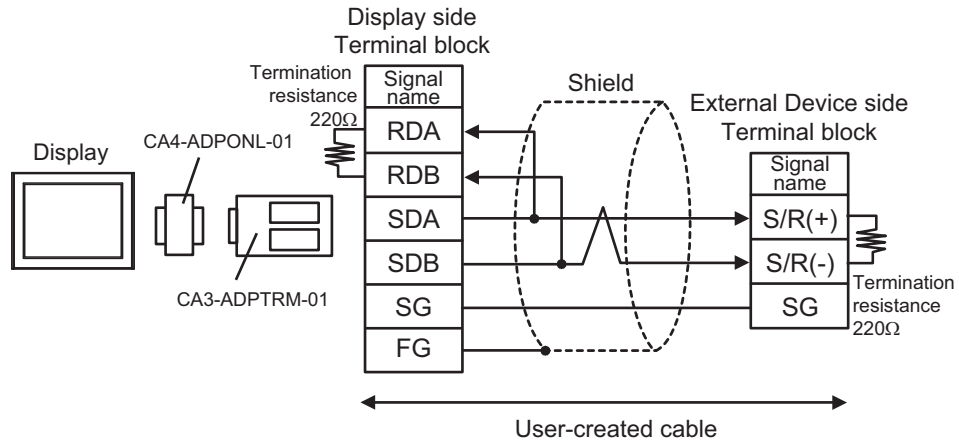 Display side
Terminal block
Termination
resistance
220Ω
Signal
name
RDA
RDB
SDA
SDB
SG
FG
Shield
External Device side
Terminal block
Signal
name
S/R(+)
S/R(-)
SG
Termination
resistance
220Ω
Display
CA4-ADPONL-01
CA3-ADPTRM-01
User-created cable